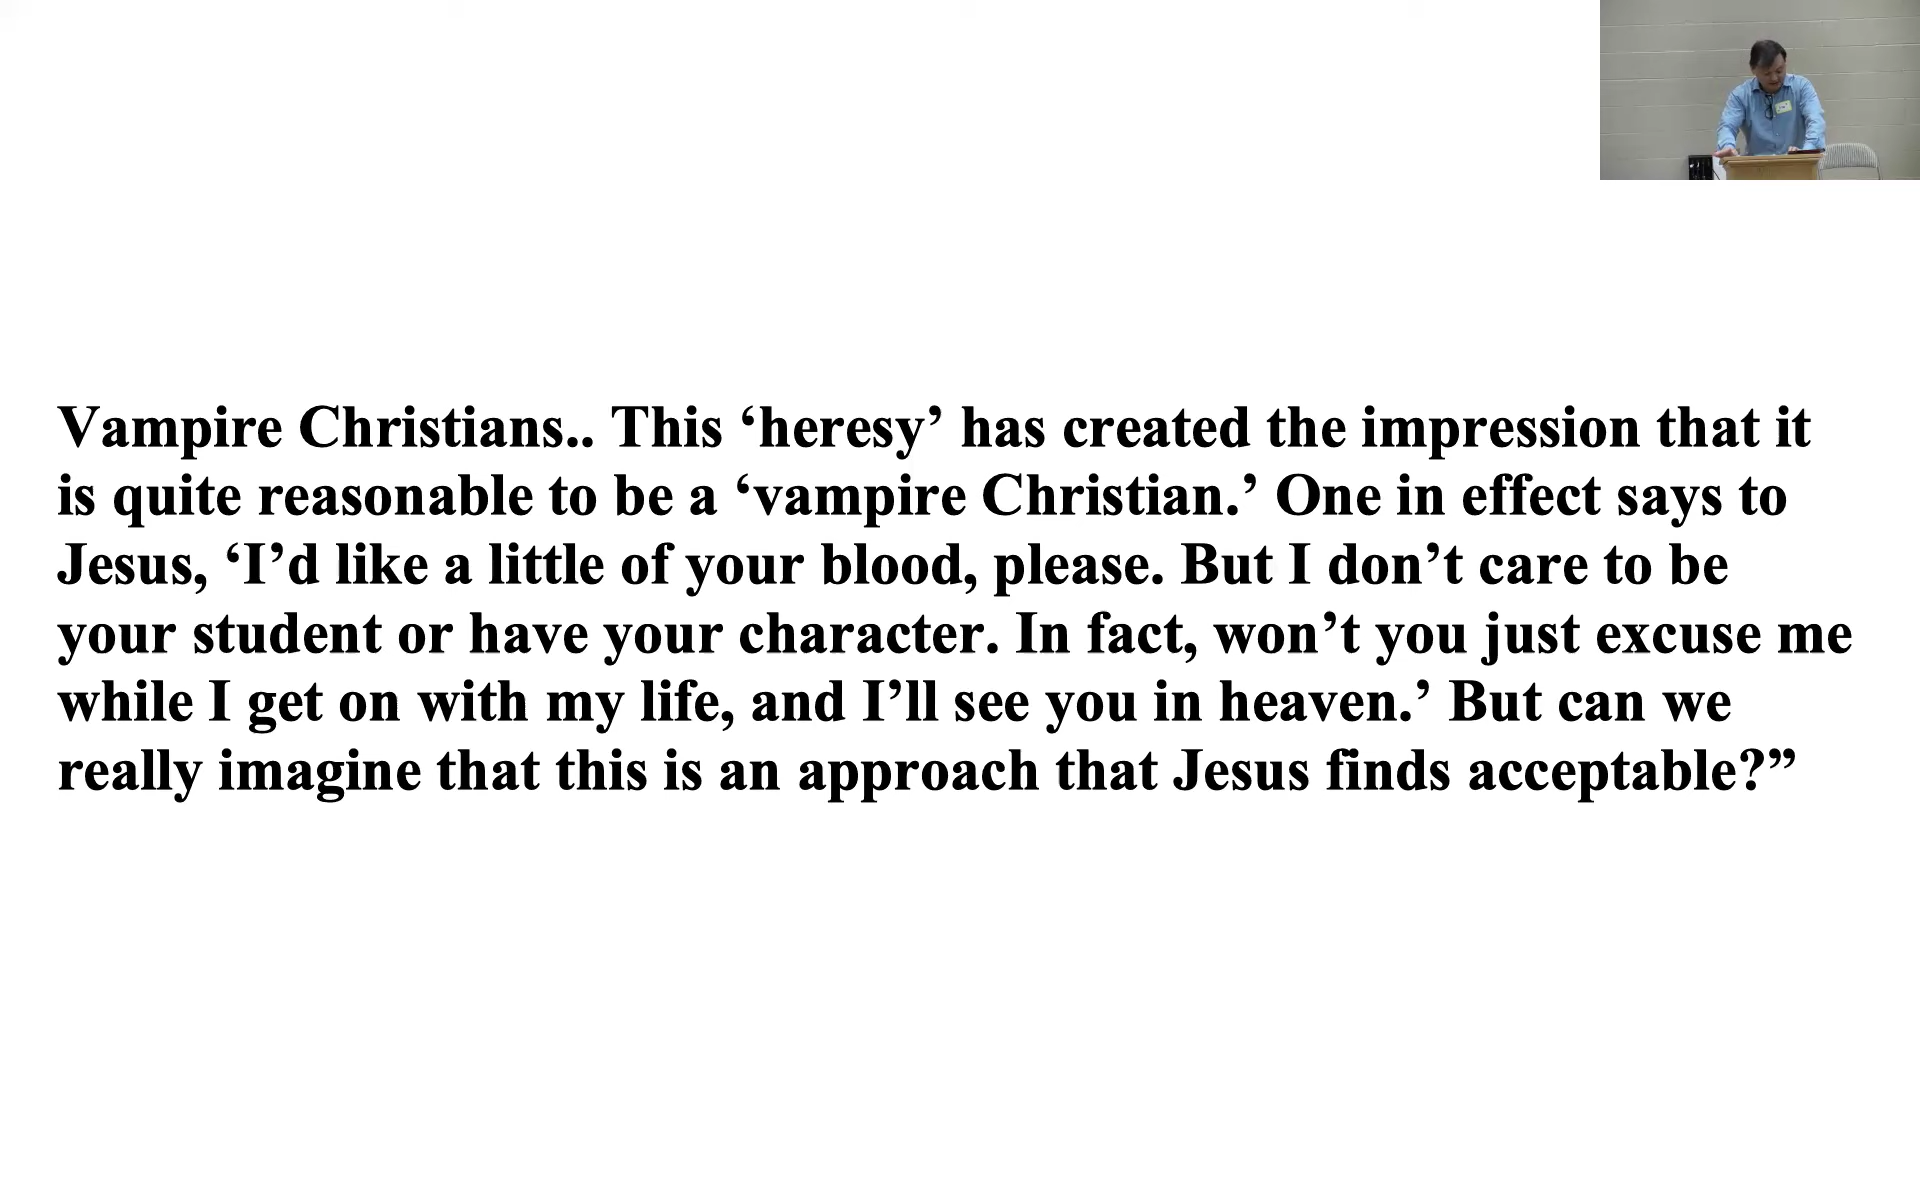 Vampire Christians.. This ‘heresy’ has created the impression that it
is quite reasonable to be a ‘vampire Christian.’ One in effect says to
Jesus, ‘I’d like a little of your blood, please. But I don’t care to be
your student or have your character. In fact, won’t you just excuse me
while I get on with my life, and I’ll see you in heaven.’ But can we
really imagine that this is an approach that Jesus finds acceptable?”